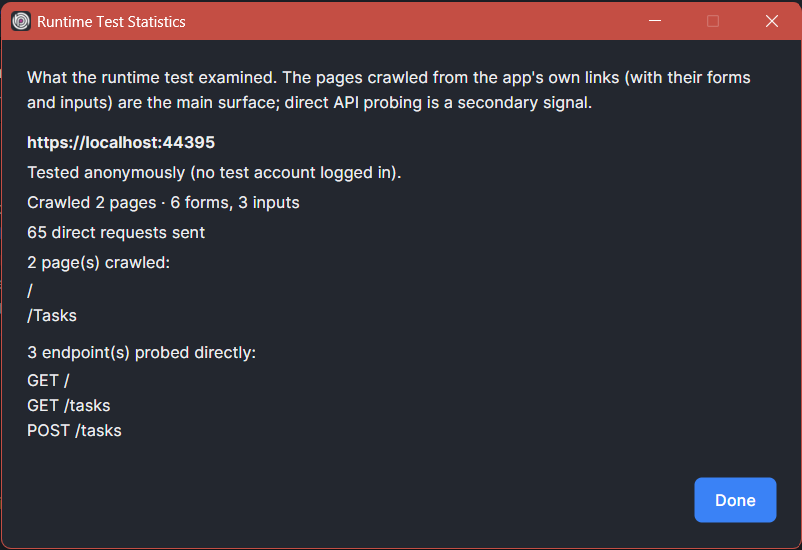 Runtime Test Statistics
What the runtime test examined. The pages crawled from the app's own links (with their forms
and inputs) are the main surface; direct API probing is a secondary signal.
https://localhost:44395
Tested anonymously (no test account logged in).
Crawled 2 pages · 6 forms, 3 inputs
65 direct requests sent
2 page(s) crawled:
/
/Tasks
3 endpoint(s) probed directly:
GET /
GET /tasks
POST /tasks
Done